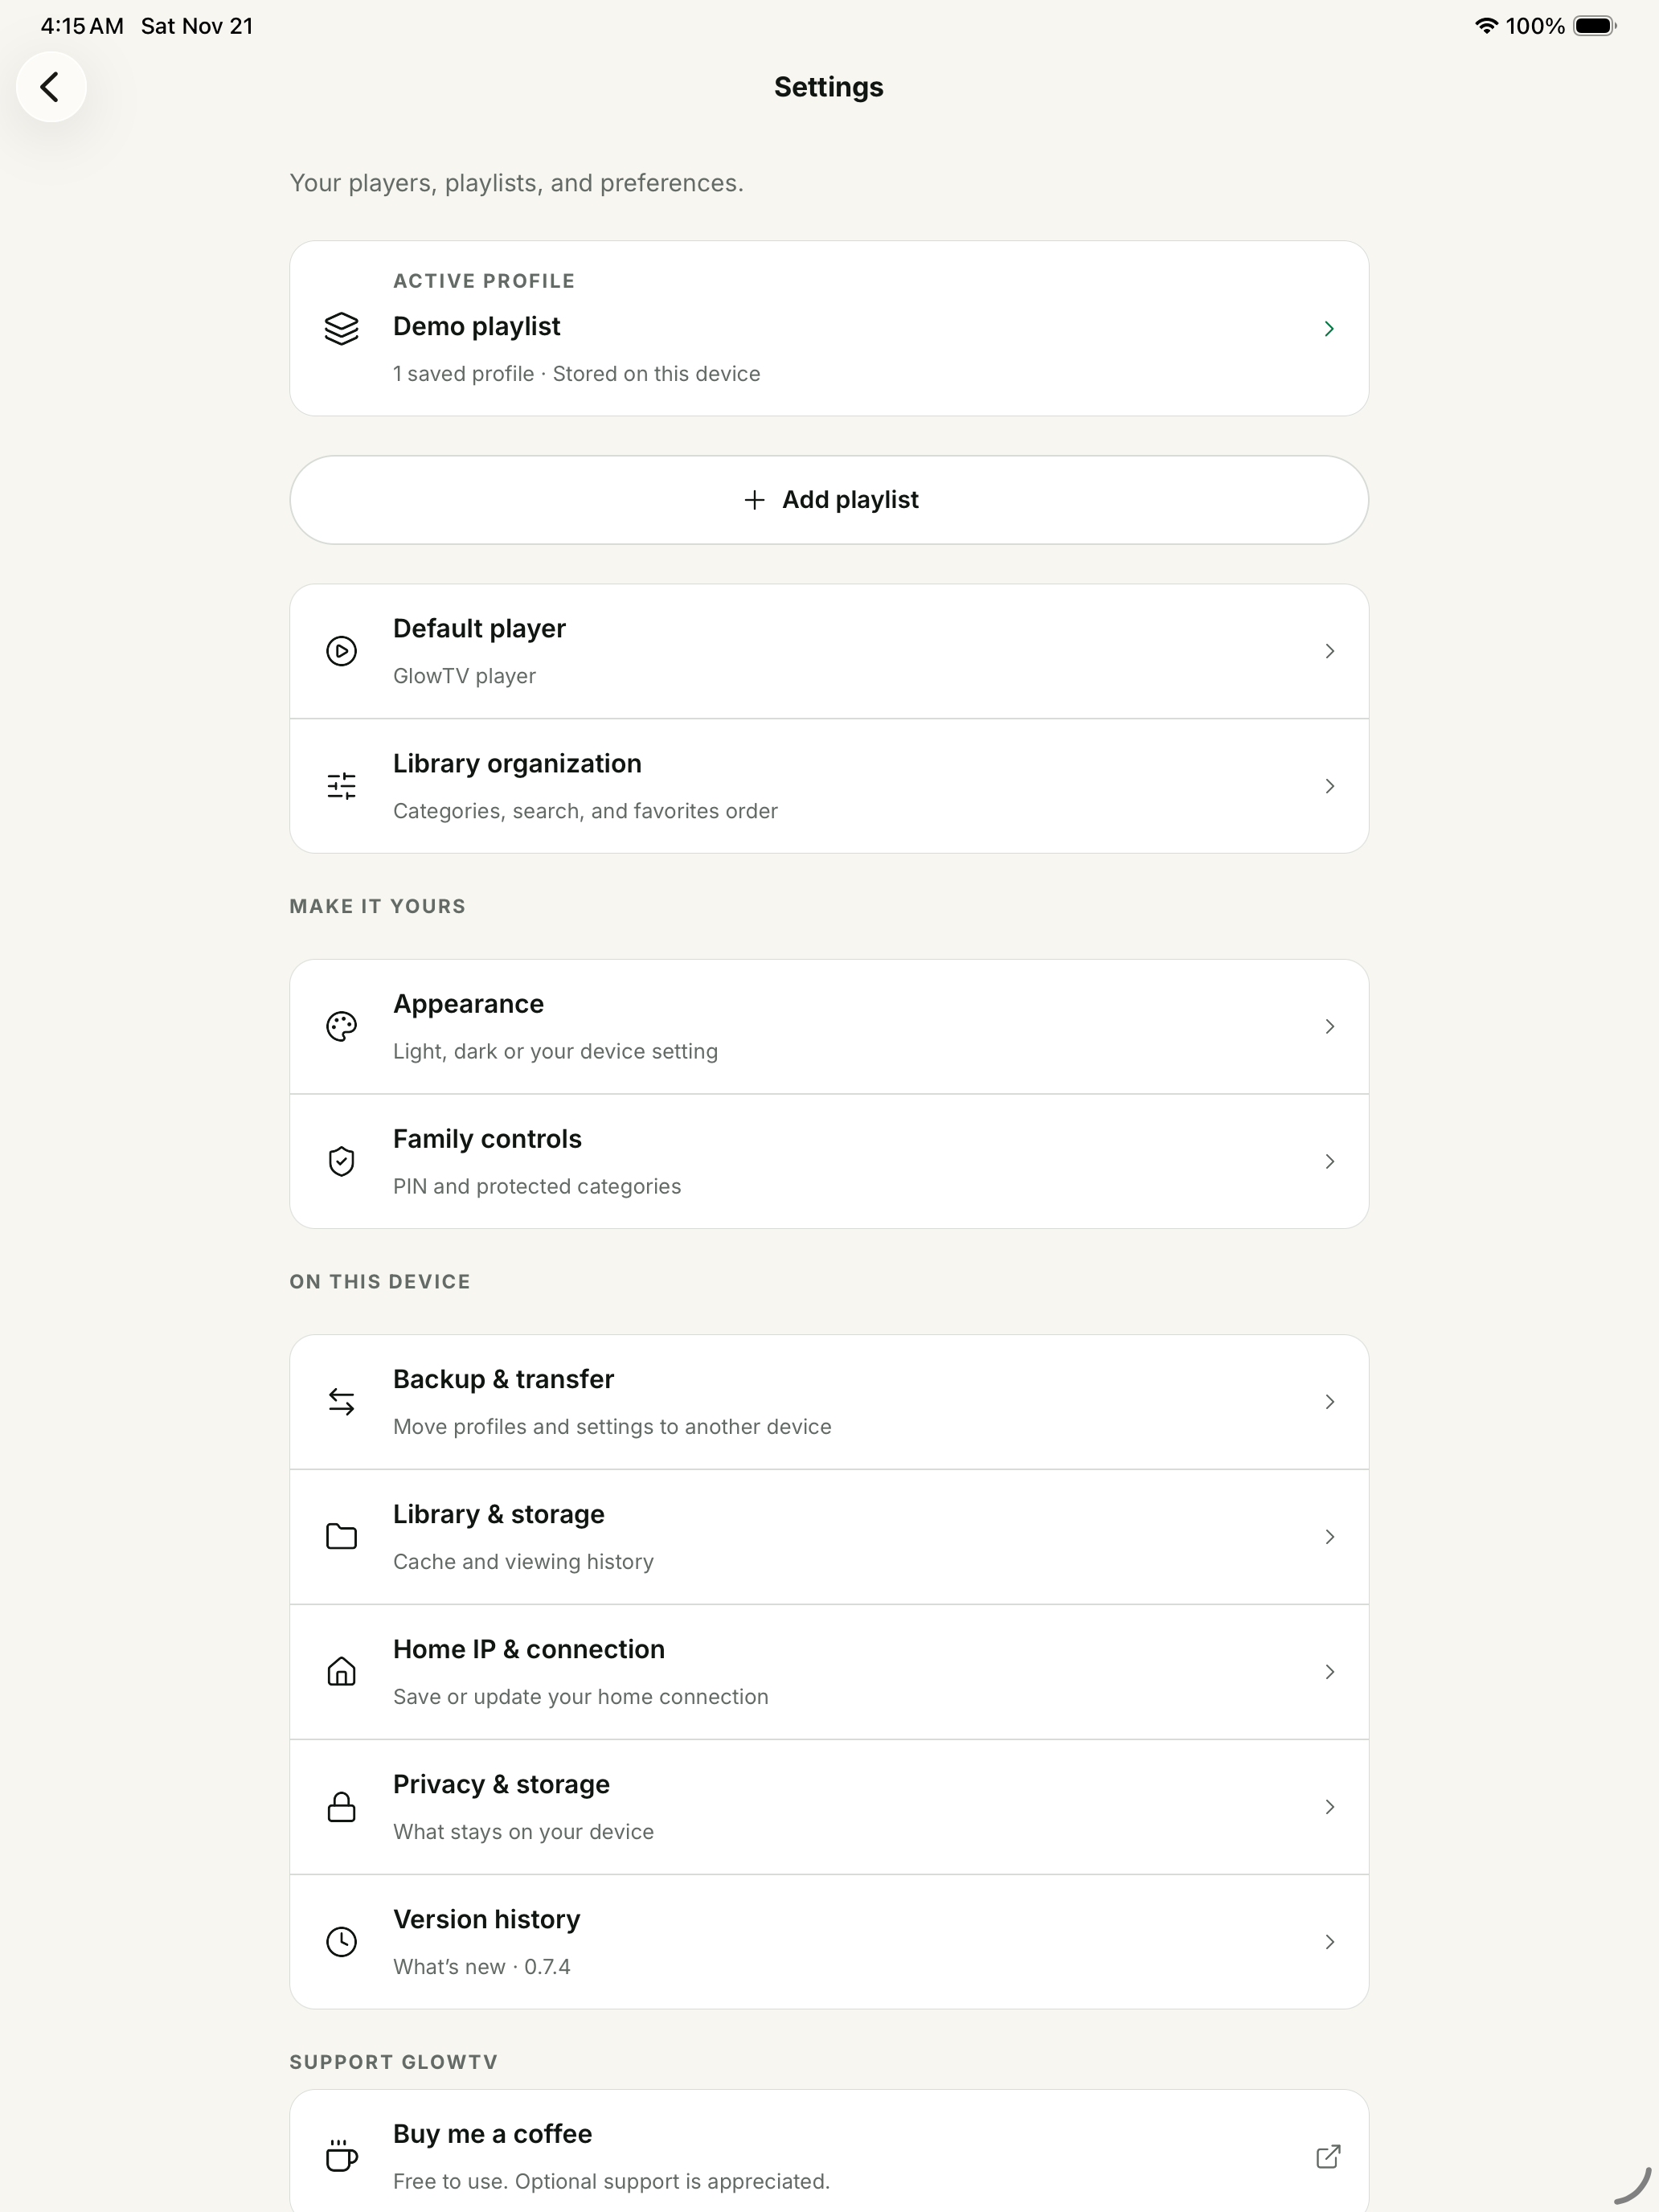 4:15 AM Sat Nov 21
100%
Settings
Your players, playlists, and preferences.
ACTIVE PROFILE
Demo playlist
1 saved profile · Stored on this device
Add playlist
Default player
GlowTV player
Library organization
Categories, search, and favorites order
MAKE IT YOURS
Appearance
Light, dark or your device setting
Family controls
PIN and protected categories
ON THIS DEVICE
Backup & transfer
Move profiles and settings to another device
Library & storage
Cache and viewing history
Home IP & connection
Save or update your home connection
Privacy & storage
What stays on your device
Version history
What’s new · 0.7.4
SUPPORT GLOWTV
Buy me a coffee
Free to use. Optional support is appreciated.